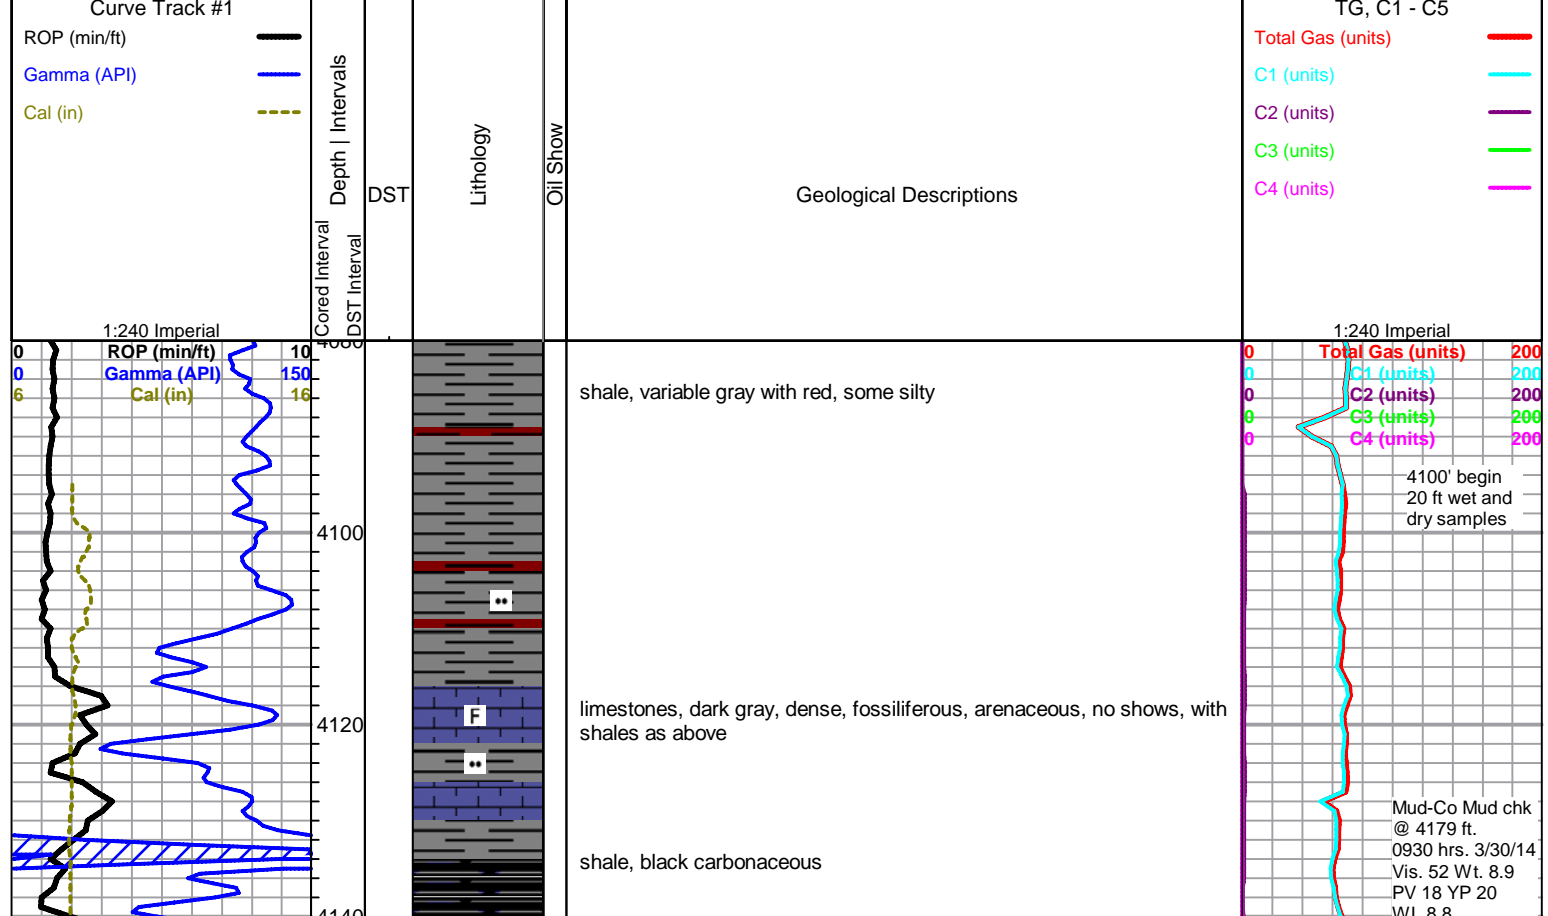 Curve Track #1
ROP (min/ft)
Gamma (API)
Cal (in)
1:240 Imperial
0 ROP (min/ft) 10
0 Gamma (API) 150
6 Cal (in) 16
Cored Interval
Depth | Intervals
DST Interval
DST
Lithology
Oil Show
Geological Descriptions
TG, C1 - C5
Total Gas (units)
C1 (units)
C2 (units)
C3 (units)
C4 (units)
1:240 Imperial
0 Total Gas (units) 200
0 C1 (units) 200
0 C2 (units) 200
0 C3 (units) 200
0 C4 (units) 200
4080
shale, variable gray with red, some silty
4100' begin
20 ft wet and
dry samples
4100
F
limestones, dark gray, dense, fossiliferous, arenaceous, no shows, with
shales as above
4120
Mud-Co Mud chk
@ 4179 ft.
0930 hrs. 3/30/14
Vis. 52 Wt. 8.9
PV 18 YP 20
WL 8.8
shale, black carbonaceous
4140